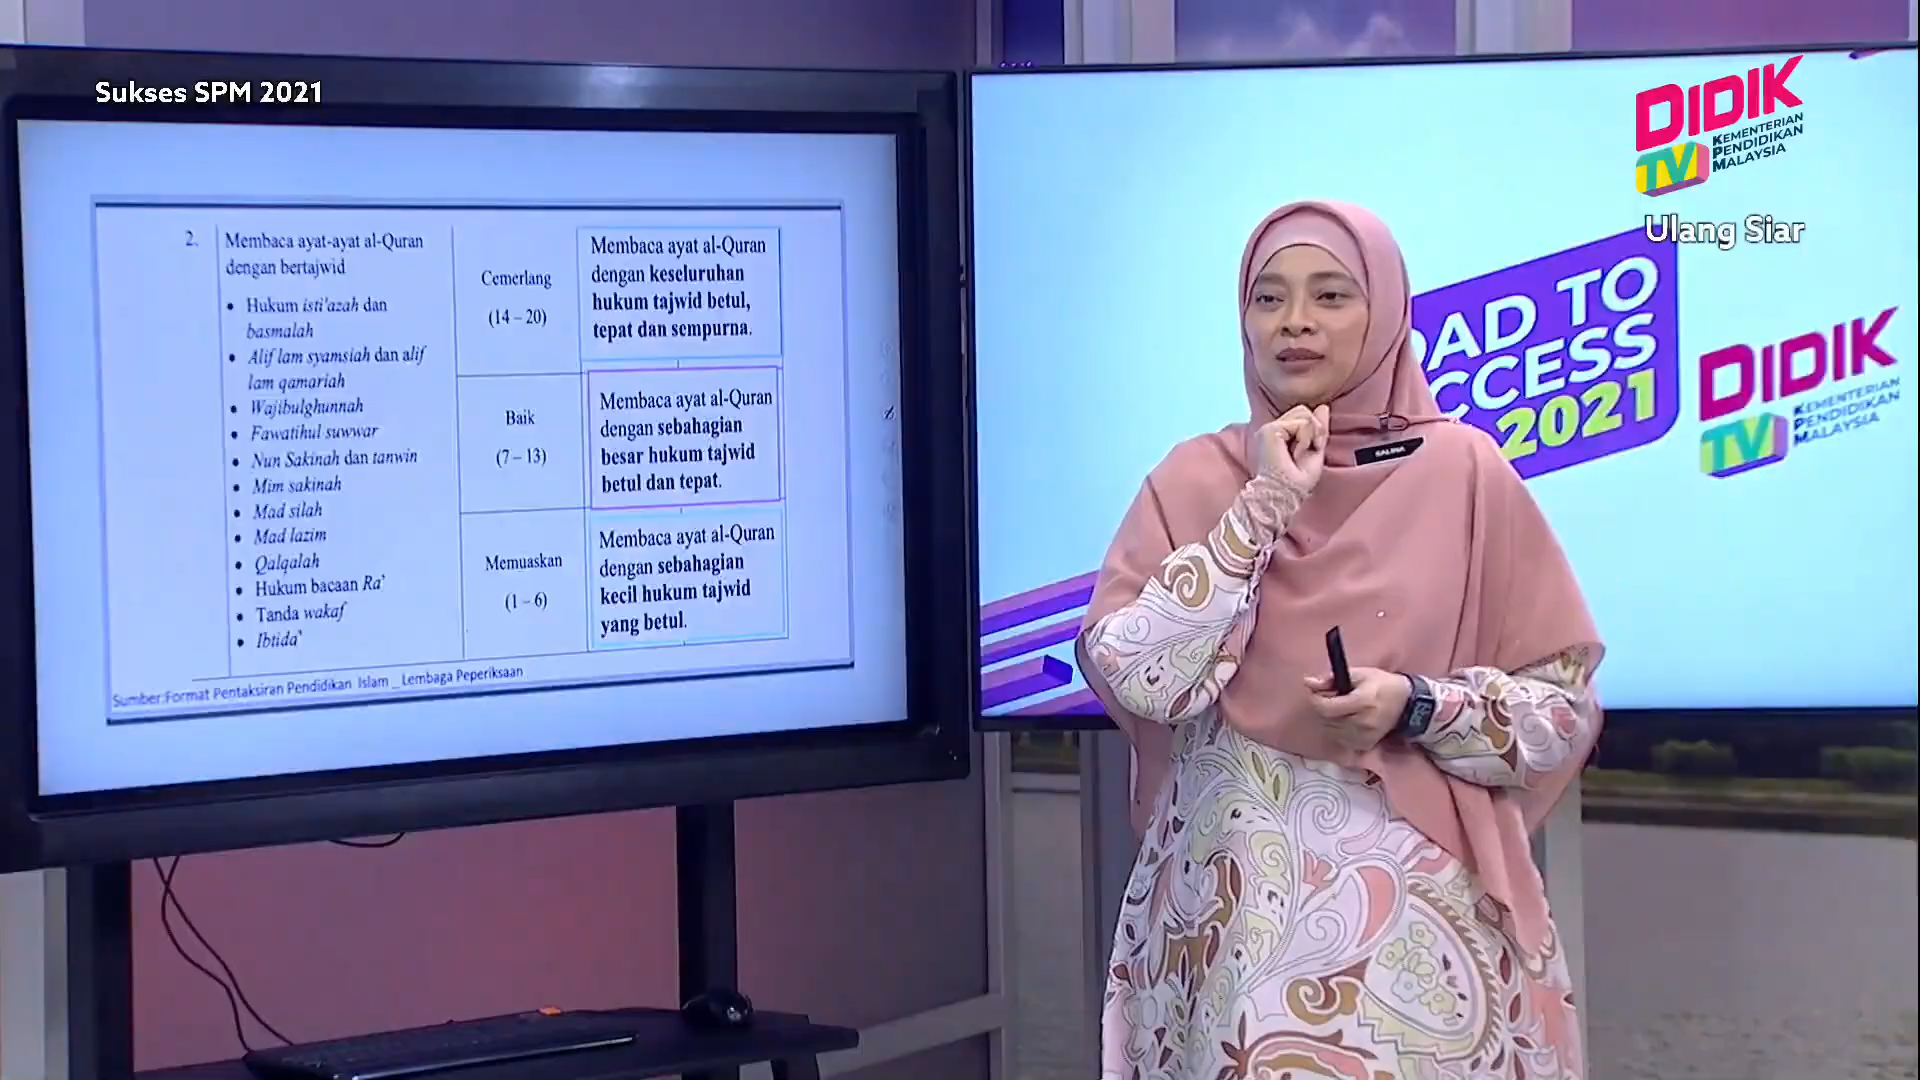 Sukses SPM 2021
2.
Membaca ayat-ayat al-Quran
dengan bertajwid
• Hukum isti'azah dan
basmalah
• Alif lam syamsiah dan alif
lam qamariah
• Wajibulghunnah
• Fawatihul suwwar
• Nun Sakinah dan tanwin
• Mim sakinah
• Mad silah
• Mad lazim
• Qalqalah
• Hukum bacaan Ra'
• Tanda wakaf
• Ibtida'
Cemerlang
(14 – 20)
Membaca ayat al-Quran
dengan keseluruhan
hukum tajwid betul,
tepat dan sempurna.
Baik
(7 – 13)
Membaca ayat al-Quran
dengan sebahagian
besar hukum tajwid
betul dan tepat.
Memuaskan
(1 – 6)
Membaca ayat al-Quran
dengan sebahagian
kecil hukum tajwid
yang betul.
Sumber:Format Pentaksiran Pendidikan Islam _ Lembaga Peperiksaan
DIDIK
TV
KEMENTERIAN
PENDIDIKAN
MALAYSIA
Ulang Siar
OAD TO
CCESS
2021
DIDIK
TV
KEMENTERIAN
PENDIDIKAN
MALAYSIA
SALINA